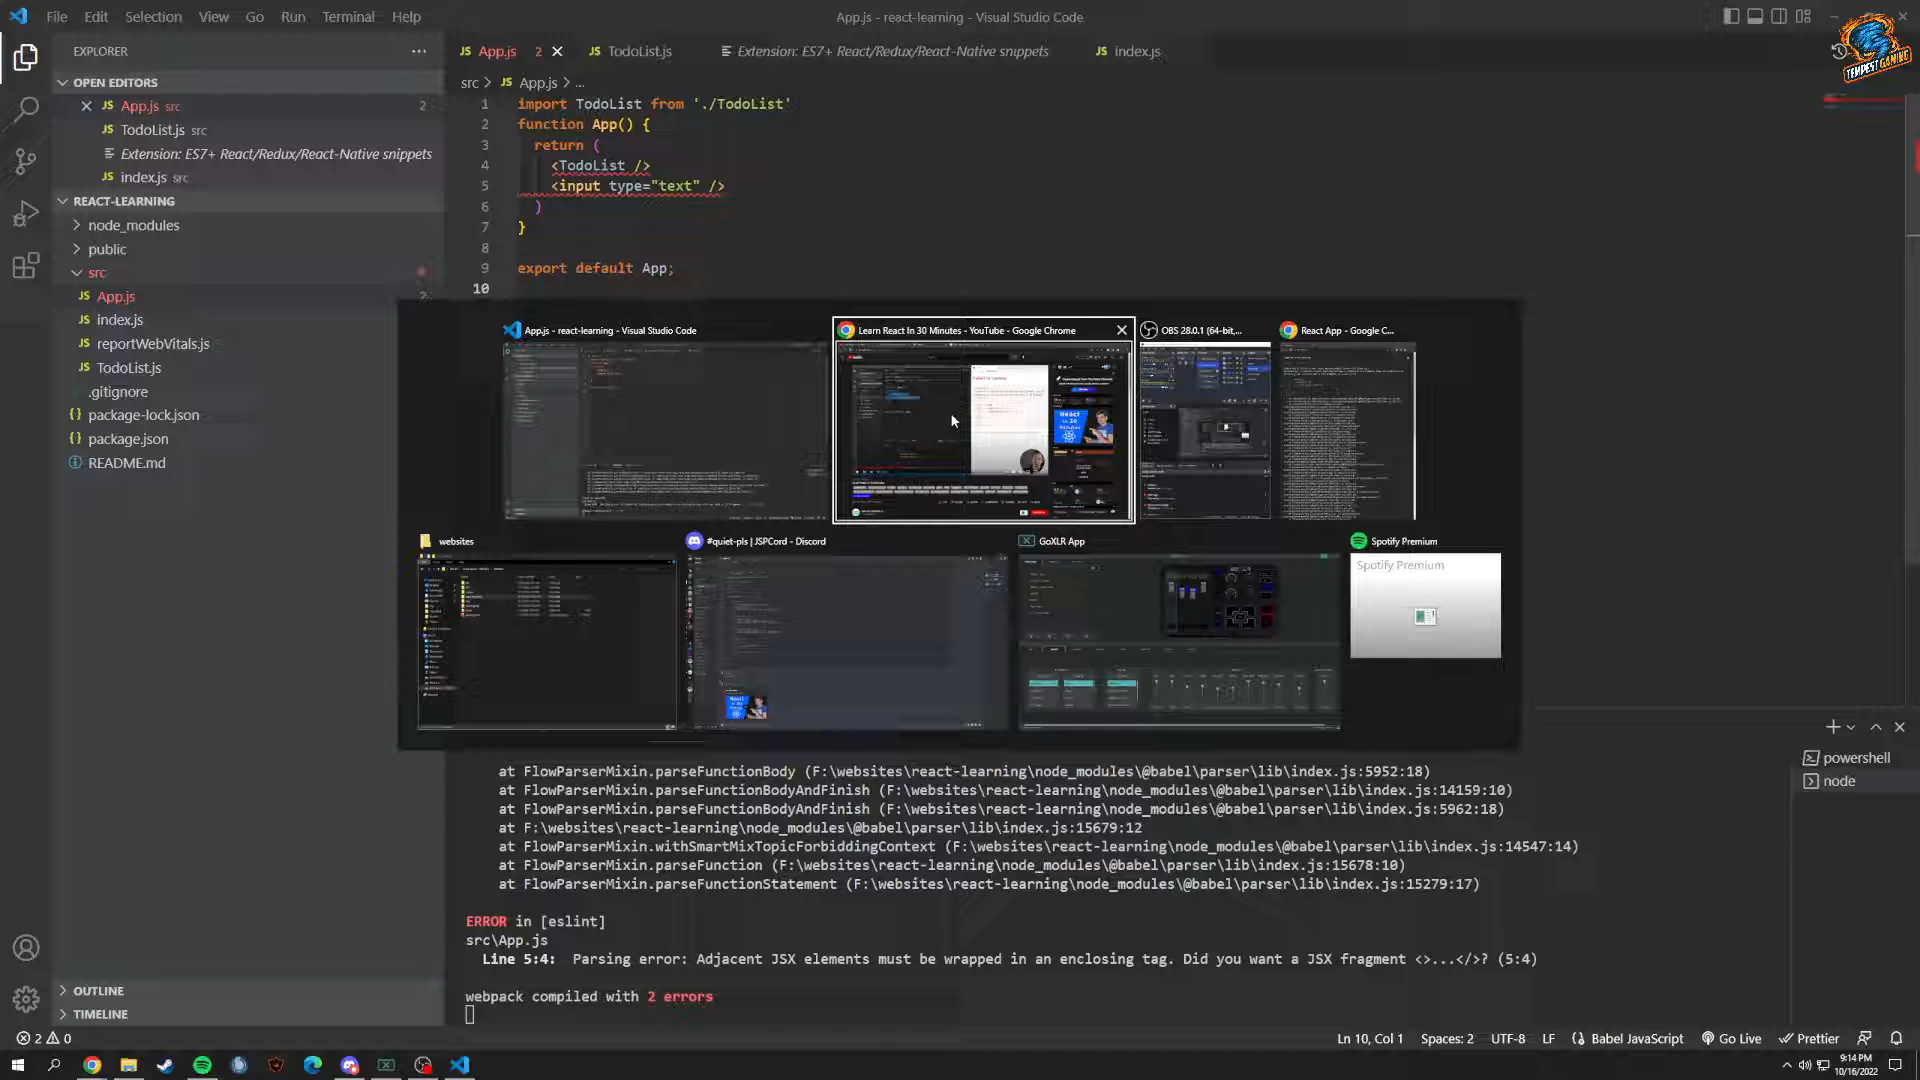 File Edit Selection View Go Run Terminal Help
App.js - react-learning - Visual Studio Code
TEMPEST GAMING
EXPLORER
OPEN EDITORS
App.js src 2
TodoList.js src
Extension: ES7+ React/Redux/React-Native snippets
index.js src
REACT-LEARNING
node_modules
public
src
App.js 2
index.js
reportWebVitals.js
TodoList.js
.gitignore
package-lock.json
package.json
README.md
OUTLINE
TIMELINE
App.js 2 TodoList.js Extension: ES7+ React/Redux/React-Native snippets index.js
src > App.js > ...
1 import TodoList from './TodoList'
2 function App() {
3 return (
4 <TodoList />
5 <input type="text" />
6 )
7 }
8
9 export default App;
10
App.js - react-learning - Visual Studio Code
Learn React In 30 Minutes - YouTube - Google Chrome
OBS 28.0.1 (64-bit,...
React App - Google C...
websites
#quiet-pls | JSPCord - Discord
GoXLR App
Spotify Premium
Spotify Premium
powershell
node
at FlowParserMixin.parseFunctionBody (F:\websites\react-learning\node_modules\@babel\parser\lib\index.js:5952:18)
at FlowParserMixin.parseFunctionBodyAndFinish (F:\websites\react-learning\node_modules\@babel\parser\lib\index.js:14159:10)
at FlowParserMixin.parseFunctionBodyAndFinish (F:\websites\react-learning\node_modules\@babel\parser\lib\index.js:5962:18)
at F:\websites\react-learning\node_modules\@babel\parser\lib\index.js:15679:12
at FlowParserMixin.withSmartMixTopicForbiddingContext (F:\websites\react-learning\node_modules\@babel\parser\lib\index.js:14547:14)
at FlowParserMixin.parseFunction (F:\websites\react-learning\node_modules\@babel\parser\lib\index.js:15678:10)
at FlowParserMixin.parseFunctionStatement (F:\websites\react-learning\node_modules\@babel\parser\lib\index.js:15279:17)
ERROR in [eslint]
src\App.js
Line 5:4: Parsing error: Adjacent JSX elements must be wrapped in an enclosing tag. Did you want a JSX fragment <>...</>? (5:4)
webpack compiled with 2 errors
2 0
Ln 10, Col 1 Spaces: 2 UTF-8 LF Babel JavaScript Go Live Prettier
9:14 PM
10/16/2022